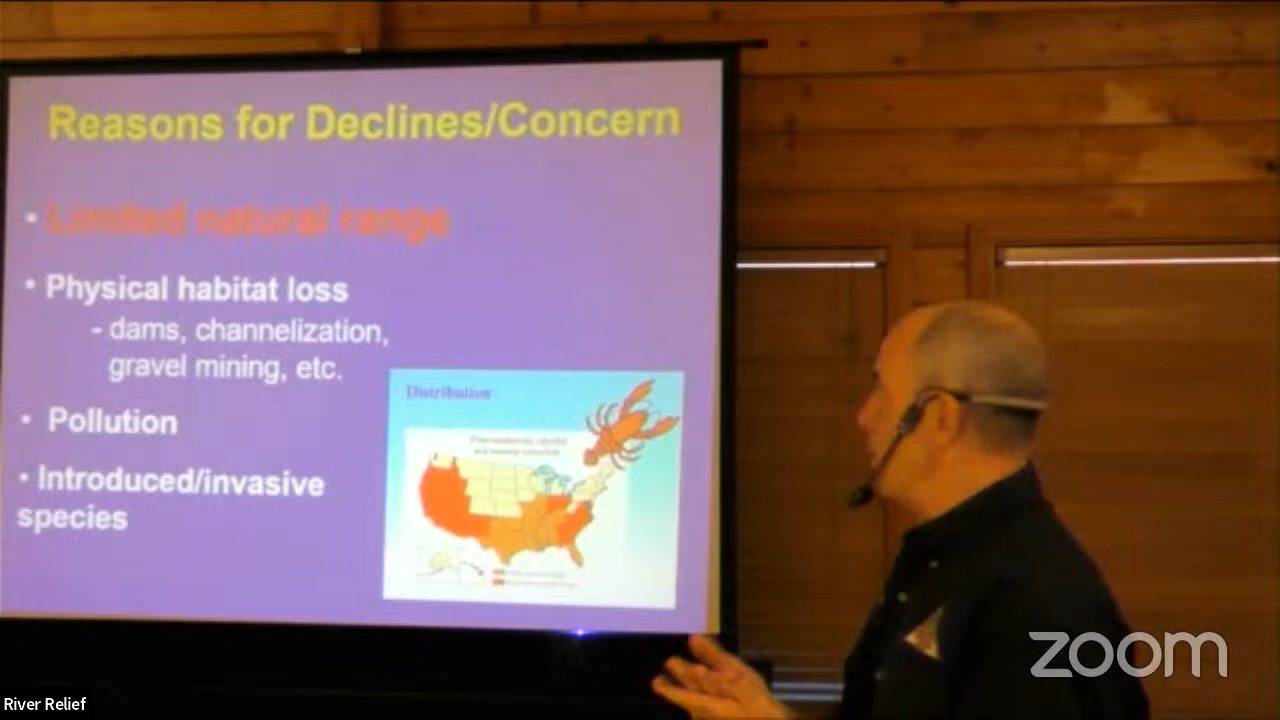 Reasons for Declines/Concern
• Limited natural range
• Physical habitat loss
- dams, channelization,
gravel mining, etc.
• Pollution
• Introduced/invasive
species
Distribution
zoom
River Relief